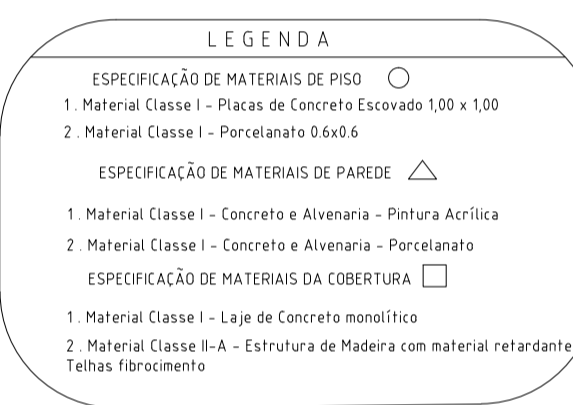 LEGENDA
ESPECIFICAÇÃO DE MATERIAIS DE PISO
1 . Material Classe I - Placas de Concreto Escovado 1,00 x 1,00
2 . Material Classe I - Porcelanato 0.6x0.6
ESPECIFICAÇÃO DE MATERIAIS DE PAREDE
1 . Material Classe I - Concreto e Alvenaria - Pintura Acrílica
2 . Material Classe I - Concreto e Alvenaria - Porcelanato
ESPECIFICAÇÃO DE MATERIAIS DA COBERTURA
1 . Material Classe I - Laje de Concreto monolítico
2 . Material Classe II-A - Estrutura de Madeira com material retardante
Telhas fibrocimento